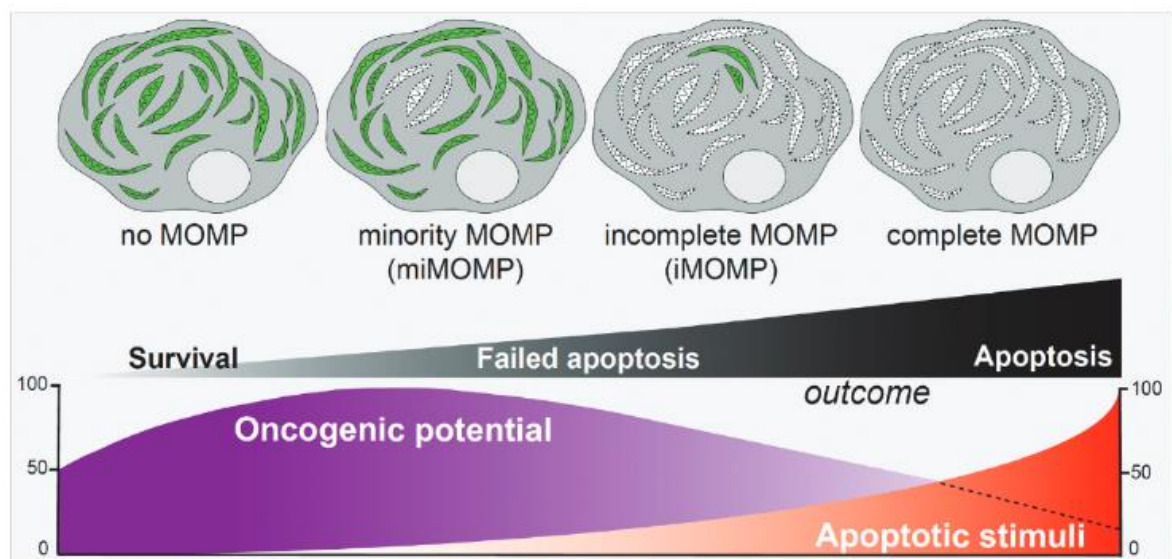 no MOMP
minority MOMP
(miMOMP)
incomplete MOMP
(iMOMP)
complete MOMP
Survival
Failed apoptosis
Apoptosis
outcome
100
50
0
Oncogenic potential
Apoptotic stimuli
100
50
0